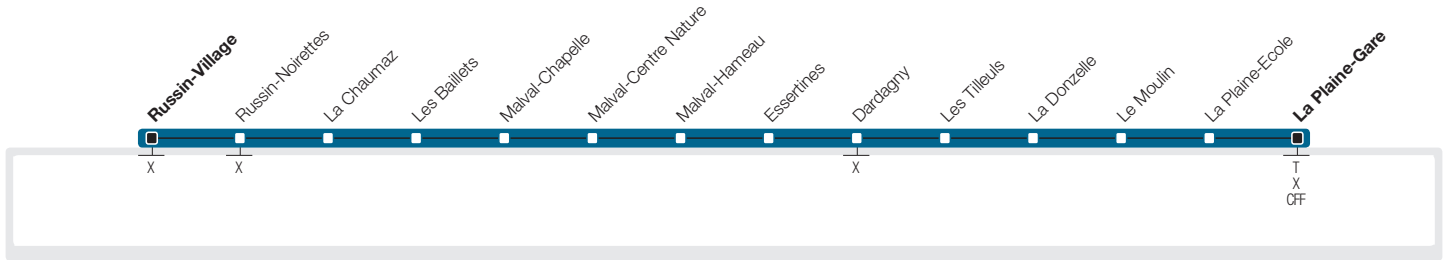 Russin-Village
Russin-Noirettes
La Chaumaz
Les Baillets
Malval-Chapelle
Malval-Centre Nature
Malval-Hameau
Essertines
Dardagny
Les Tilleuls
La Donzelle
Le Moulin
La Plaine-Ecole
La Plaine-Gare
X
X
X
T
X
CFF